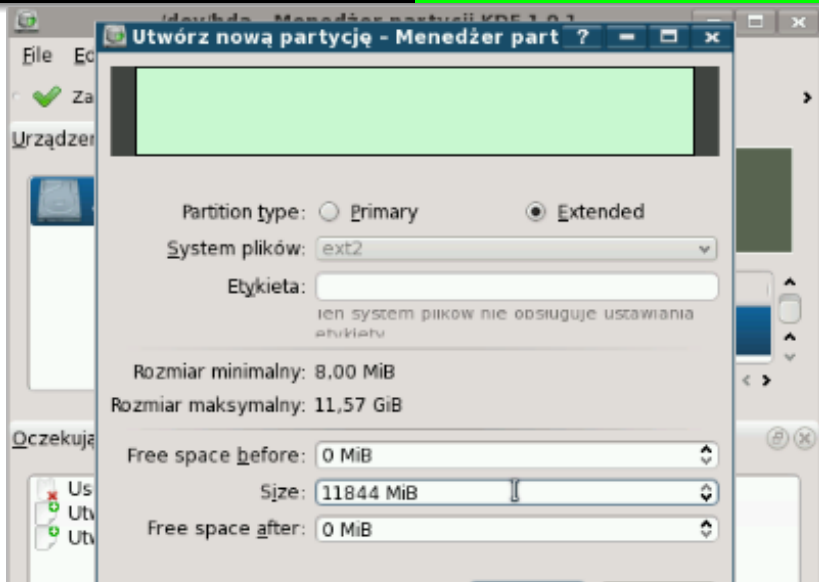 /dev/hda – Menedżer partycji KDE 1.0.1
Utwórz nową partycję – Menedżer part ?
File Ed
Za
Urządzen
Partition type: Primary Extended
System plików: ext2
Etykieta:
Ten system plików nie obsługuje ustawiania
etykiety
Rozmiar minimalny: 8,00 MiB
Rozmiar maksymalny: 11,57 GiB
Oczekują
Free space before: 0 MiB
Us
Size: 11844 MiB
Utw
Free space after: 0 MiB
Utw